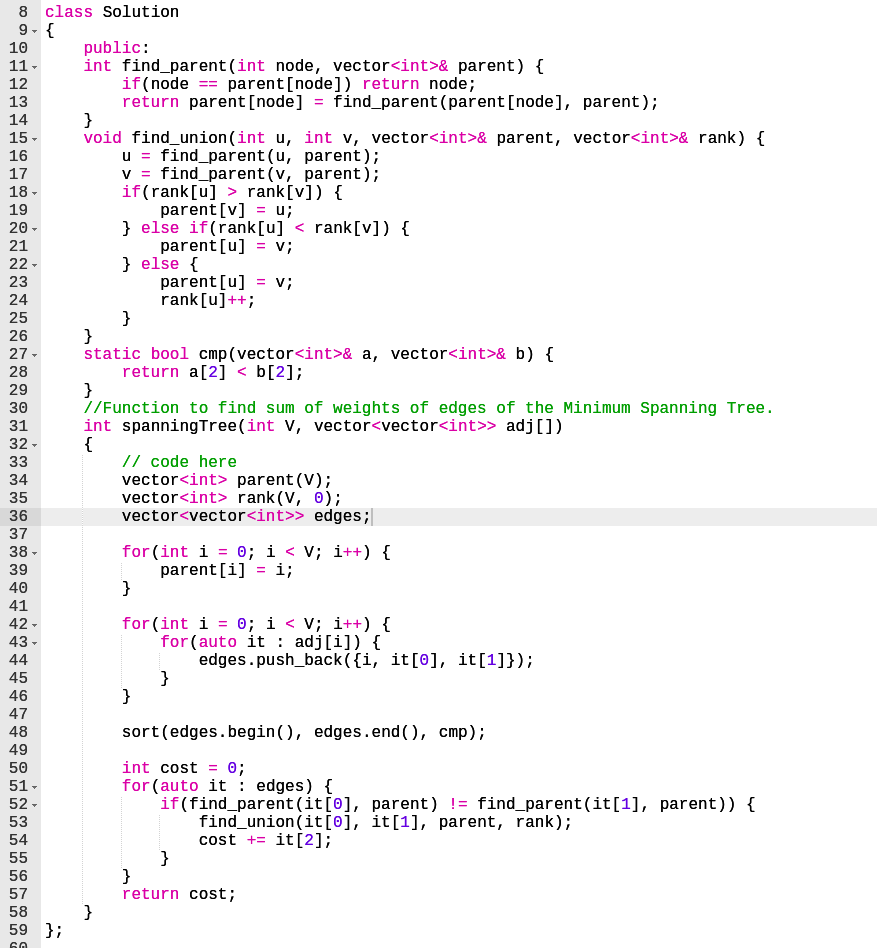 8 class Solution
9 {
10     public:
11     int find_parent(int node, vector<int>& parent) {
12         if(node == parent[node]) return node;
13         return parent[node] = find_parent(parent[node], parent);
14     }
15     void find_union(int u, int v, vector<int>& parent, vector<int>& rank) {
16         u = find_parent(u, parent);
17         v = find_parent(v, parent);
18         if(rank[u] > rank[v]) {
19             parent[v] = u;
20         } else if(rank[u] < rank[v]) {
21             parent[u] = v;
22         } else {
23             parent[u] = v;
24             rank[u]++;
25         }
26     }
27     static bool cmp(vector<int>& a, vector<int>& b) {
28         return a[2] < b[2];
29     }
30     //Function to find sum of weights of edges of the Minimum Spanning Tree.
31     int spanningTree(int V, vector<vector<int>> adj[])
32     {
33         // code here
34         vector<int> parent(V);
35         vector<int> rank(V, 0);
36         vector<vector<int>> edges;
37
38         for(int i = 0; i < V; i++) {
39             parent[i] = i;
40         }
41
42         for(int i = 0; i < V; i++) {
43             for(auto it : adj[i]) {
44                 edges.push_back({i, it[0], it[1]});
45             }
46         }
47
48         sort(edges.begin(), edges.end(), cmp);
49
50         int cost = 0;
51         for(auto it : edges) {
52             if(find_parent(it[0], parent) != find_parent(it[1], parent)) {
53                 find_union(it[0], it[1], parent, rank);
54                 cost += it[2];
55             }
56         }
57         return cost;
58     }
59 };
60